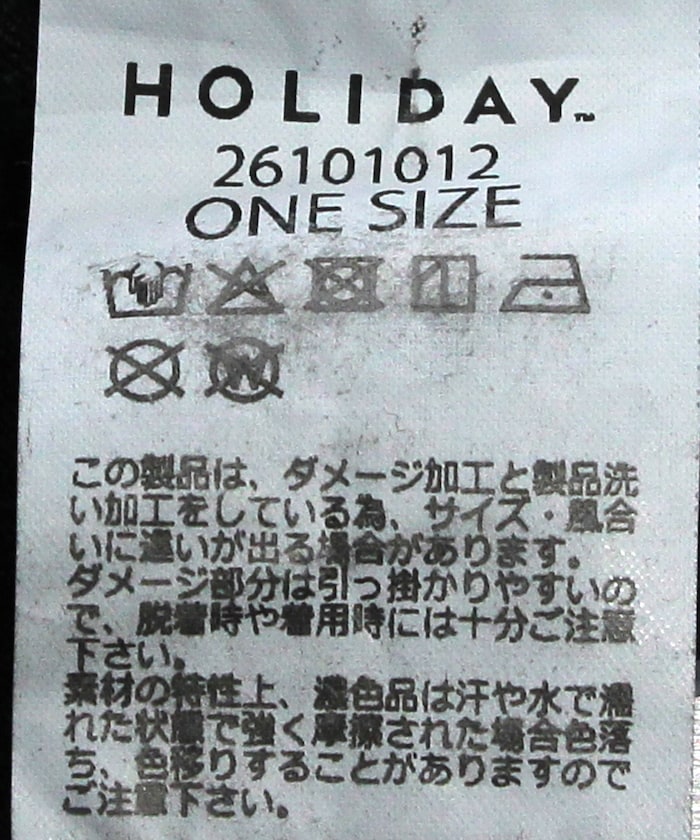 HOLIDAY™
26101012
ONE SIZE
この製品は、ダメージ加工と製品洗
い加工をしている為、サイズ・風合
いに違いが出る場合があります。
ダメージ部分は引っ掛かりやすいの
で、脱着時や着用時には十分ご注意
下さい。
素材の特性上、濃色品は汗や水で濡
れた状態で強く摩擦された場合色落
ち、色移りすることがありますので
ご注意下さい。